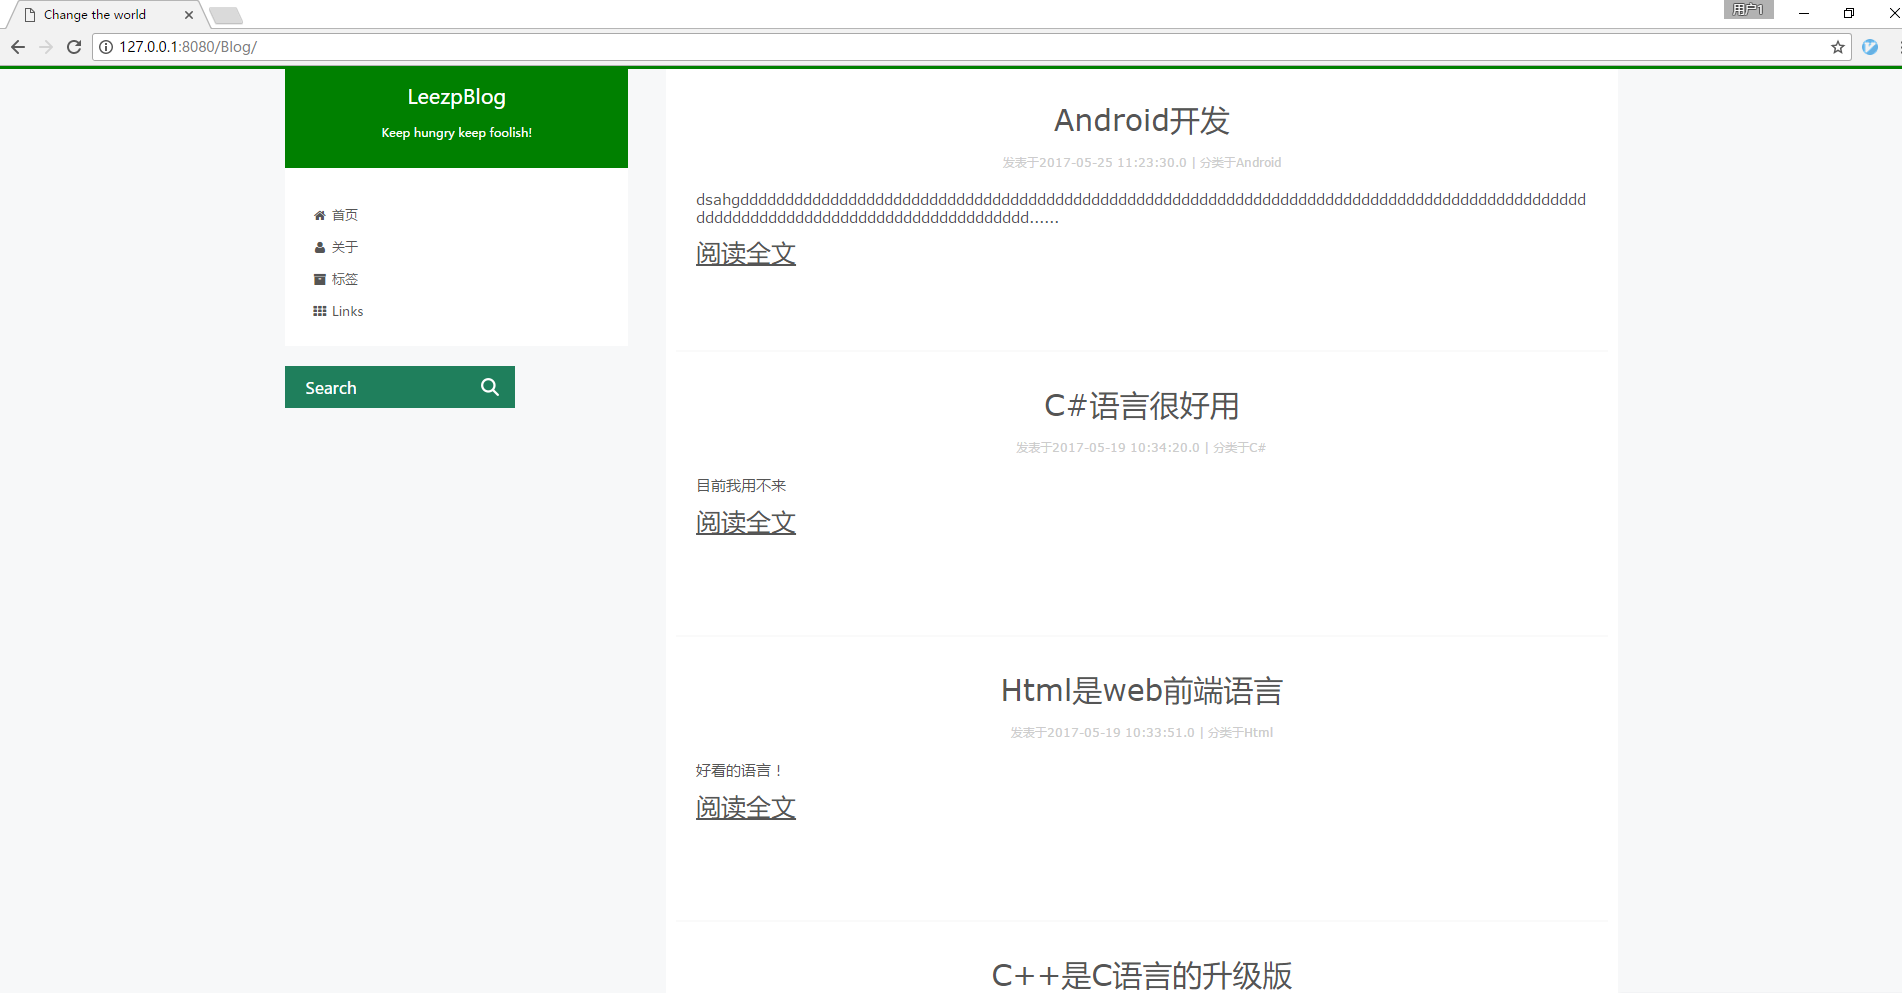 Change the world
用户1
127.0.0.1:8080/Blog/
LeezpBlog
Keep hungry keep foolish!
首页
关于
标签
Links
Search
Android开发
发表于2017-05-25 11:23:30.0 | 分类于Android
dsahgdddddddddddddddddddddddddddddddddddddddddddddddddddddddddddddddddddddddddddddddddddddddddddddd
ddddddddddddddddddddddddddddddddddddd......
阅读全文
C#语言很好用
发表于2017-05-19 10:34:20.0 | 分类于C#
目前我用不来
阅读全文
Html是web前端语言
发表于2017-05-19 10:33:51.0 | 分类于Html
好看的语言！
阅读全文
C++是C语言的升级版